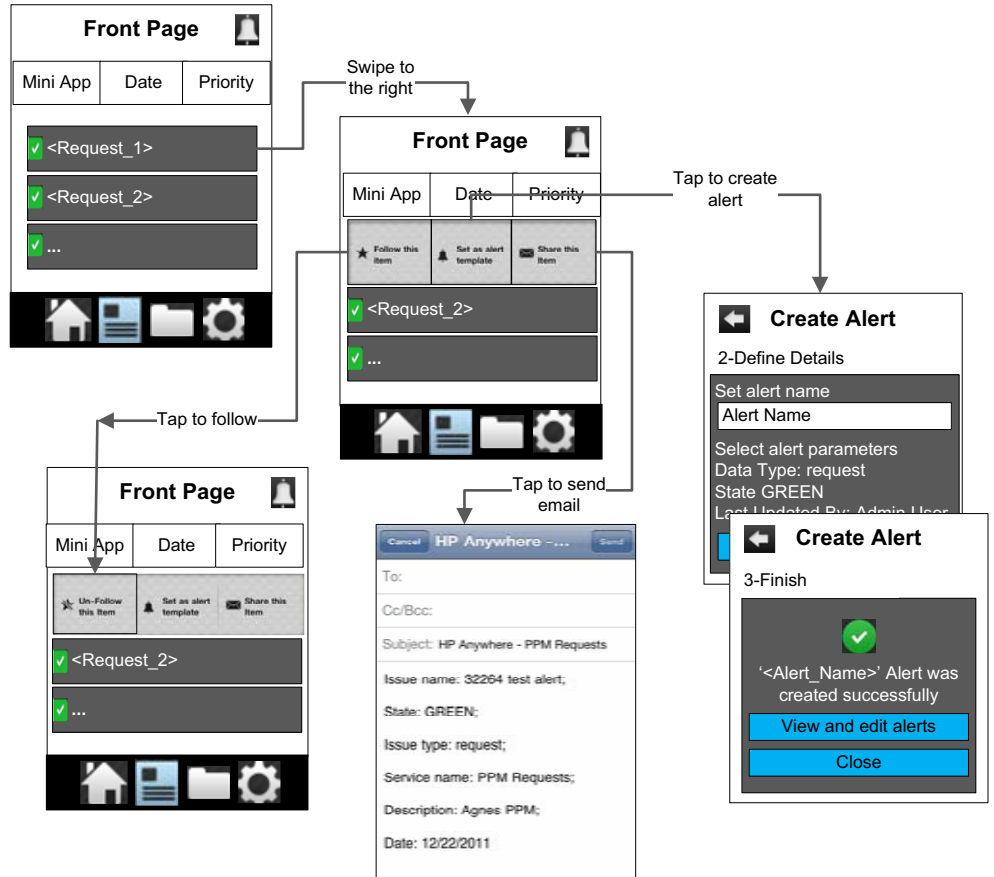 Front Page
Mini App Date Priority
<Request_1>
<Request_2>
...
Swipe to
the right
Front Page
Mini App Date Priority
Follow this
item
Set as alert
template
Share this
item
<Request_2>
...
Tap to create
alert
Create Alert
2-Define Details
Set alert name
Alert Name
Select alert parameters
Data Type: request
State GREEN
Last Updated By: Admin User
Create Alert
3-Finish
'<Alert_Name>' Alert was
created successfully
View and edit alerts
Close
Tap to follow
Front Page
Mini App Date Priority
Un-Follow
this item
Set as alert
template
Share this
item
<Request_2>
...
Tap to send
email
Cancel HP Anywhere -... Send
To:
Cc/Bcc:
Subject: HP Anywhere - PPM Requests
Issue name: 32264 test alert;
State: GREEN;
Issue type: request;
Service name: PPM Requests;
Description: Agnes PPM;
Date: 12/22/2011